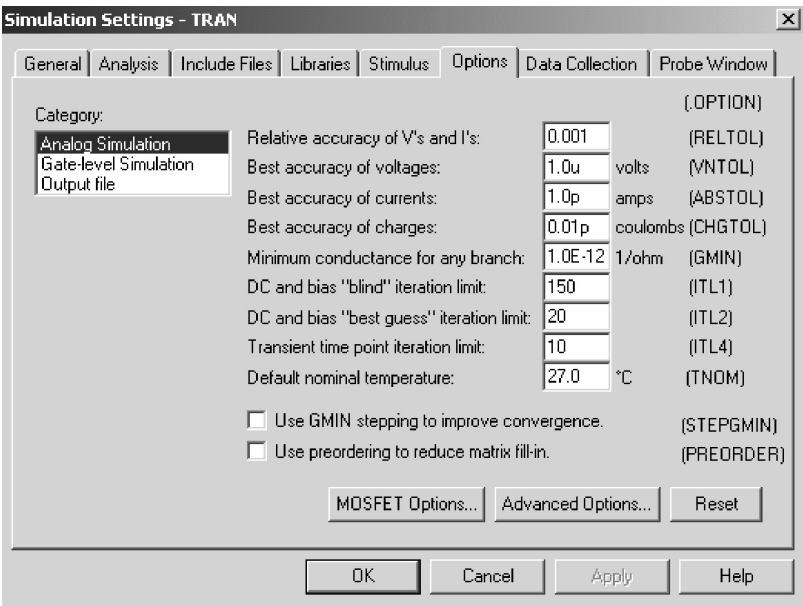 Simulation Settings - TRAN
General Analysis Include Files Libraries Stimulus Options Data Collection Probe Window
(.OPTION)
Category:
Analog Simulation
Gate-level Simulation
Output file
Relative accuracy of V's and I's: 0.001 (RELTOL)
Best accuracy of voltages: 1.0u volts (VNTOL)
Best accuracy of currents: 1.0p amps (ABSTOL)
Best accuracy of charges: 0.01p coulombs (CHGTOL)
Minimum conductance for any branch: 1.0E-12 1/ohm (GMIN)
DC and bias "blind" iteration limit: 150 (ITL1)
DC and bias "best guess" iteration limit: 20 (ITL2)
Transient time point iteration limit: 10 (ITL4)
Default nominal temperature: 27.0 °C (TNOM)
Use GMIN stepping to improve convergence. (STEPGMIN)
Use preordering to reduce matrix fill-in. (PREORDER)
MOSFET Options... Advanced Options... Reset
OK Cancel Apply Help